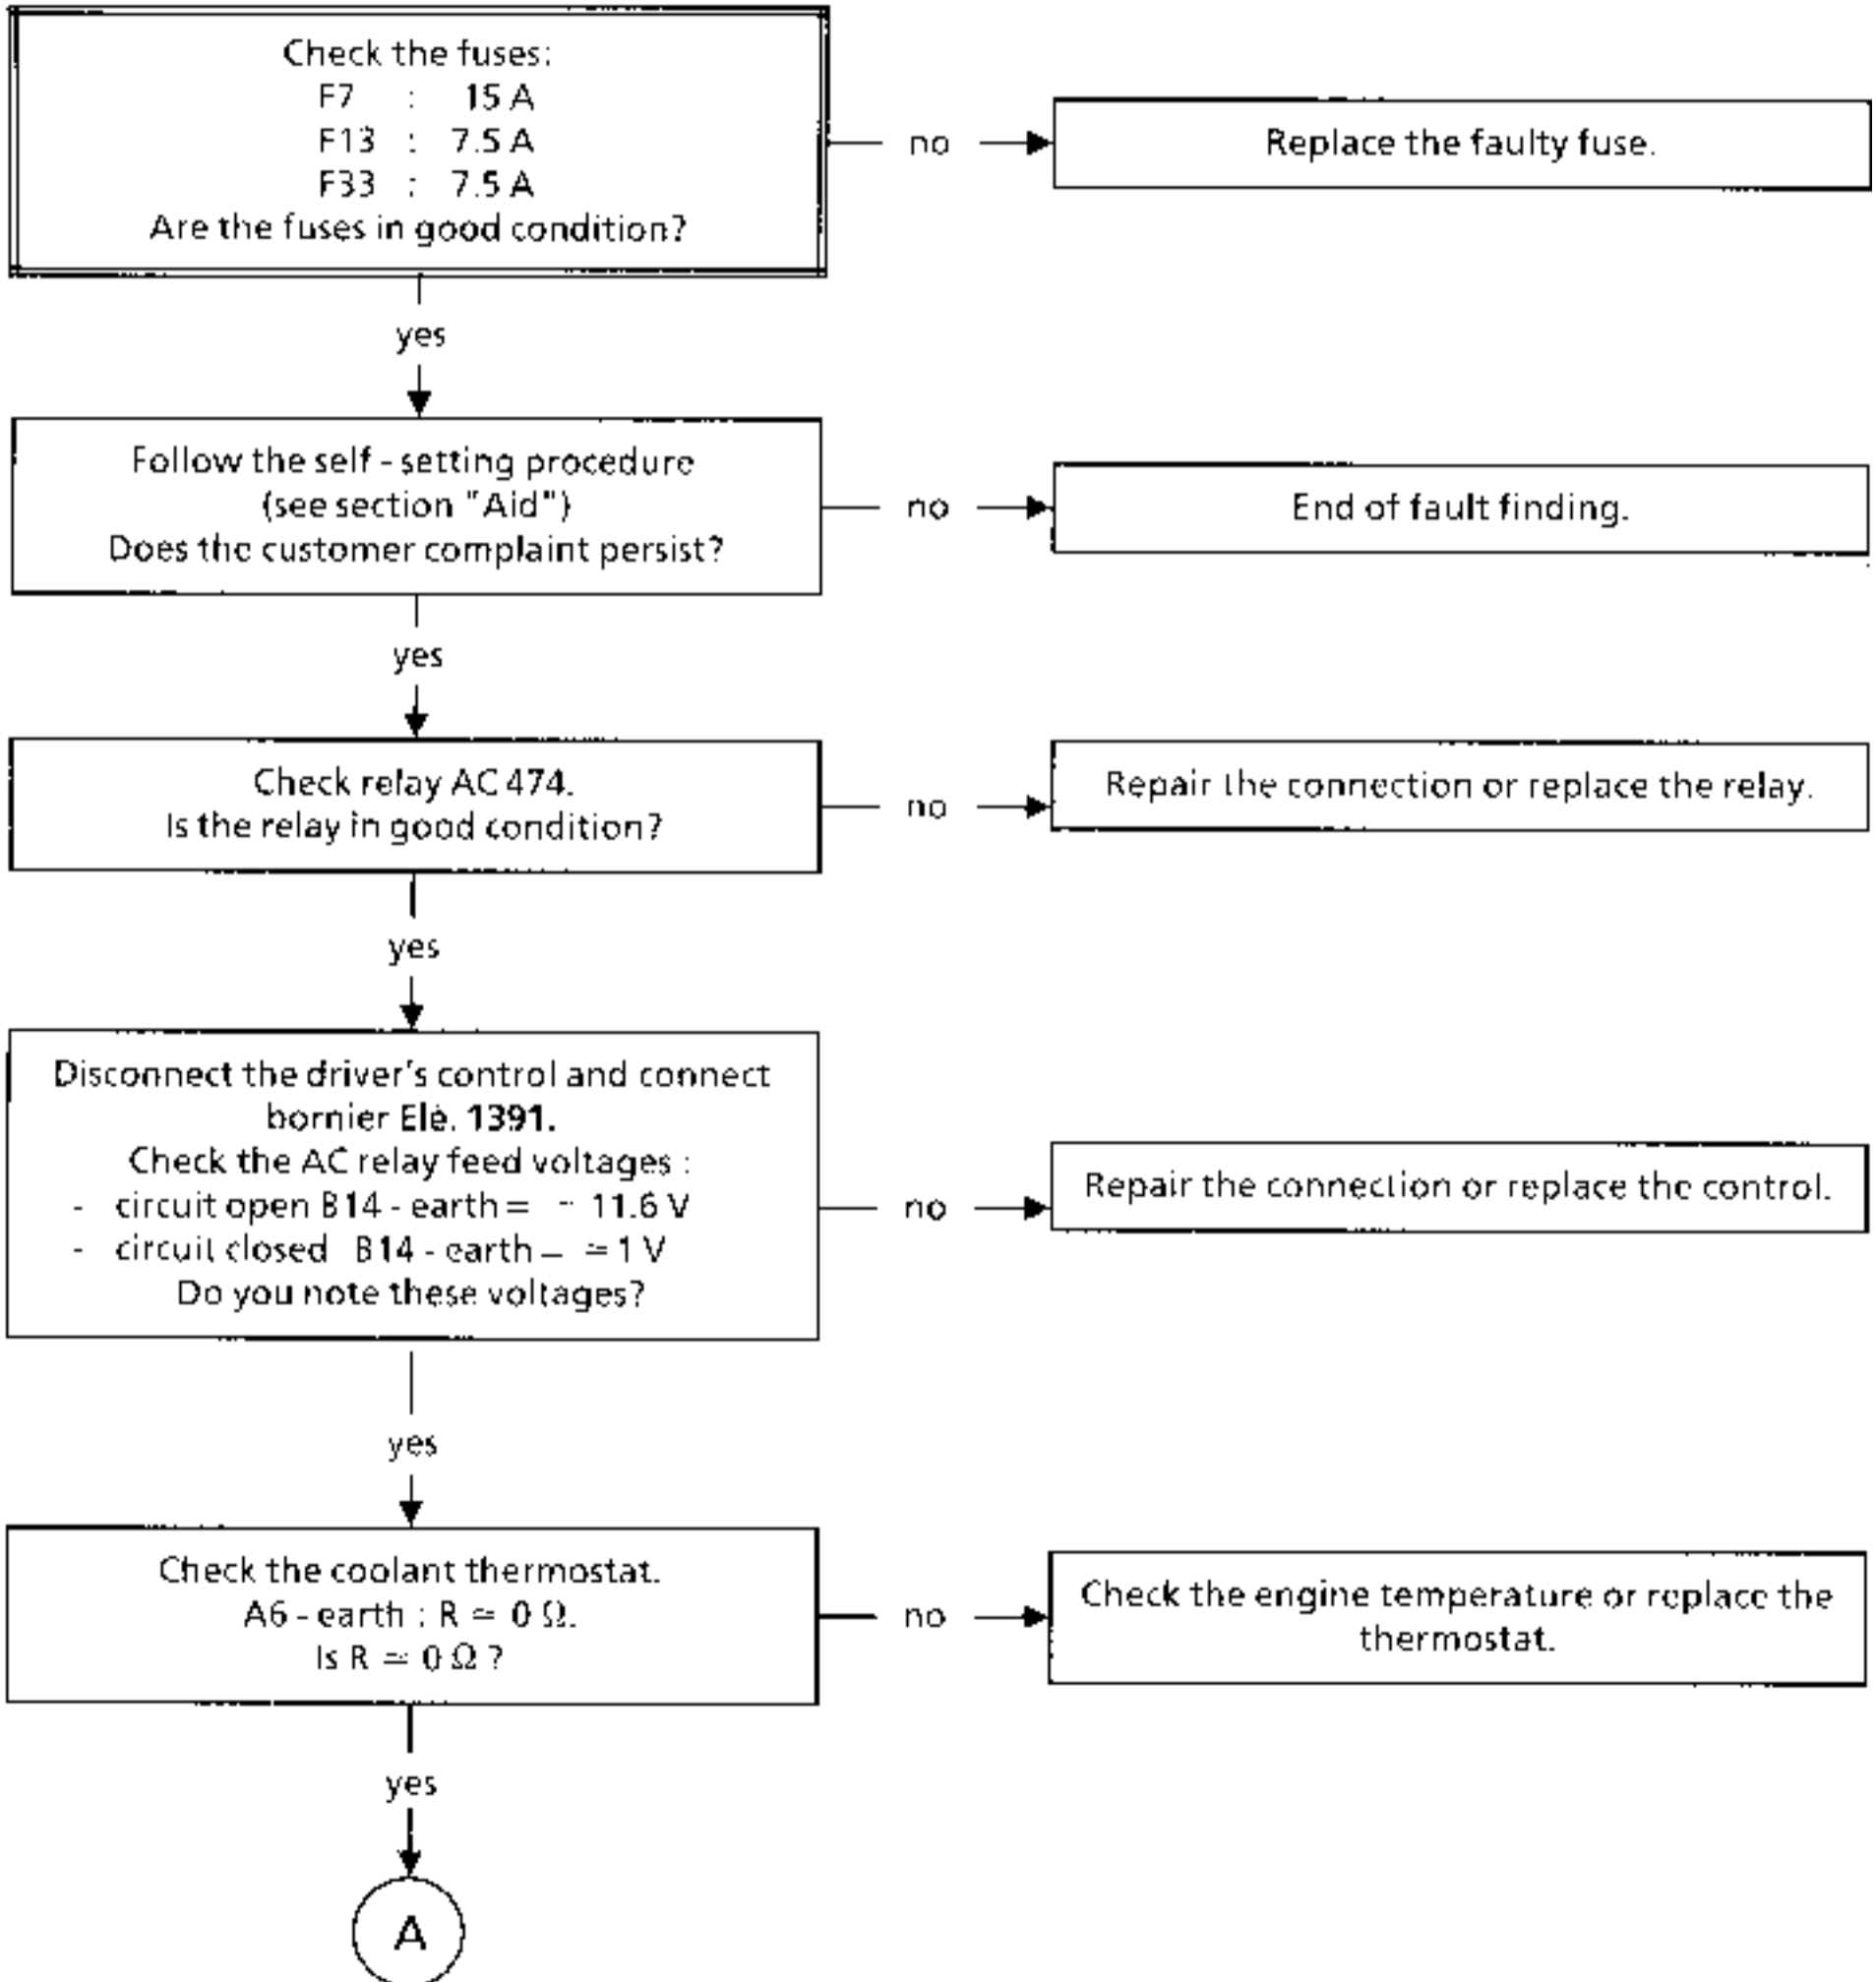 Check the fuses:
F7 : 15 A
F13 : 7.5 A
F33 : 7.5 A
Are the fuses in good condition?
no
Replace the faulty fuse.
yes
Follow the self - setting procedure
(see section "Aid")
Does the customer complaint persist?
no
End of fault finding.
yes
Check relay AC 474.
Is the relay in good condition?
no
Repair the connection or replace the relay.
yes
Disconnect the driver's control and connect
bornier Elé. 1391.
Check the AC relay feed voltages :
- circuit open B14 - earth = ~ 11.6 V
- circuit closed B14 - earth = ≃ 1 V
Do you note these voltages?
no
Repair the connection or replace the control.
yes
Check the coolant thermostat.
A6 - earth : R ≃ 0 Ω.
Is R ≃ 0 Ω ?
no
Check the engine temperature or replace the
thermostat.
yes
A